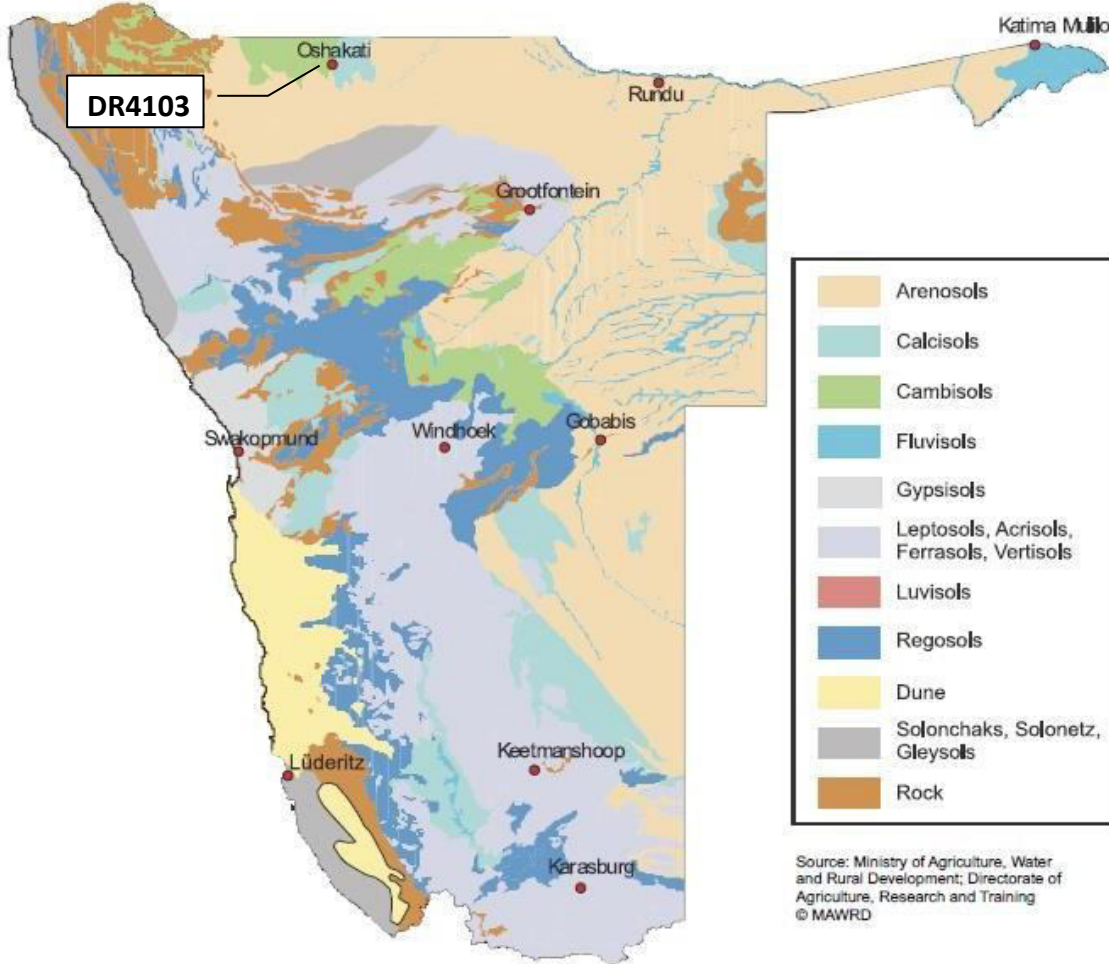 Katima Mulilo
Oshakati
DR4103
Rundu
Grootfontein
Arenosols
Calcisols
Cambisols
Fluvisols
Gypsisols
Leptosols, Acrisols,
Ferrasols, Vertisols
Luvisols
Regosols
Dune
Solonchaks, Solonetz,
Gleysols
Rock
Swakopmund
Windhoek
Gobabis
Lüderitz
Keetmanshoop
Karasburg
Source: Ministry of Agriculture, Water
and Rural Development; Directorate of
Agriculture, Research and Training
© MAWRD